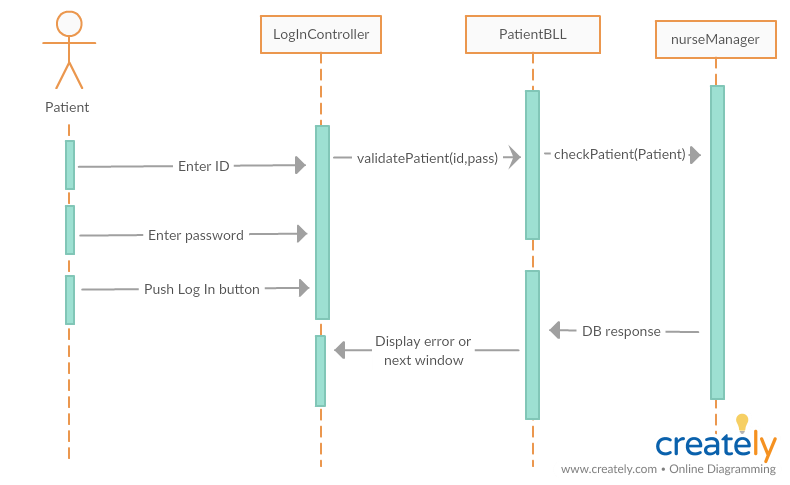 LogInController
PatientBLL
nurseManager
Patient
Enter ID
validatePatient(id,pass)
checkPatient(Patient)
Enter password
Push Log In button
Display error or
next window
DB response
creately
www.creately.com • Online Diagramming